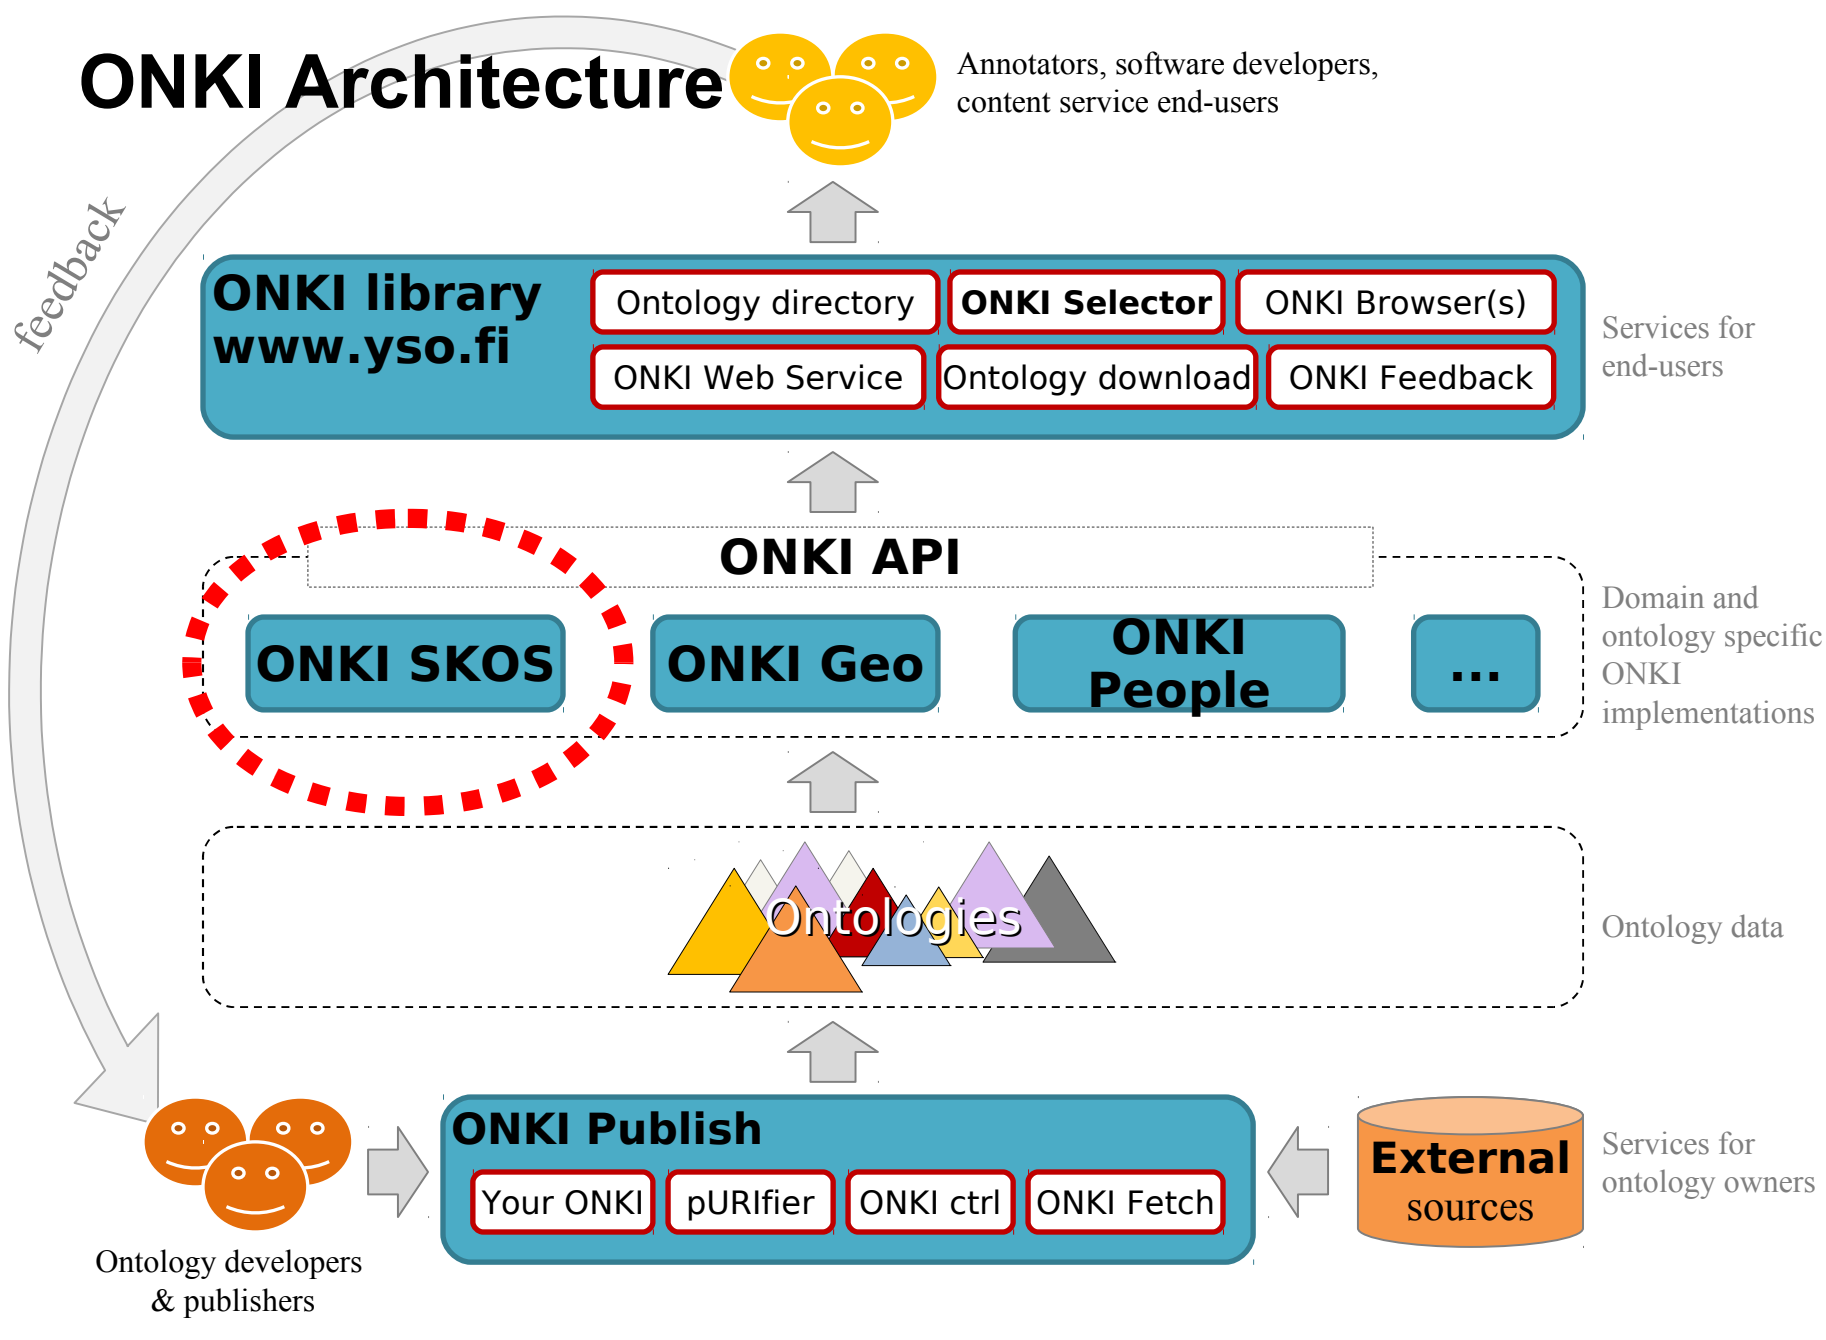 ONKI Architecture
Annotators, software developers,
content service end-users
feedback
ONKI library
www.yso.fi
Ontology directory
ONKI Selector
ONKI Browser(s)
ONKI Web Service
Ontology download
ONKI Feedback
Services for
end-users
ONKI API
ONKI SKOS
ONKI Geo
ONKI
People
...
Domain and
ontology specific
ONKI
implementations
Ontologies
Ontology data
ONKI Publish
Your ONKI
pURIfier
ONKI ctrl
ONKI Fetch
External
sources
Services for
ontology owners
Ontology developers
& publishers